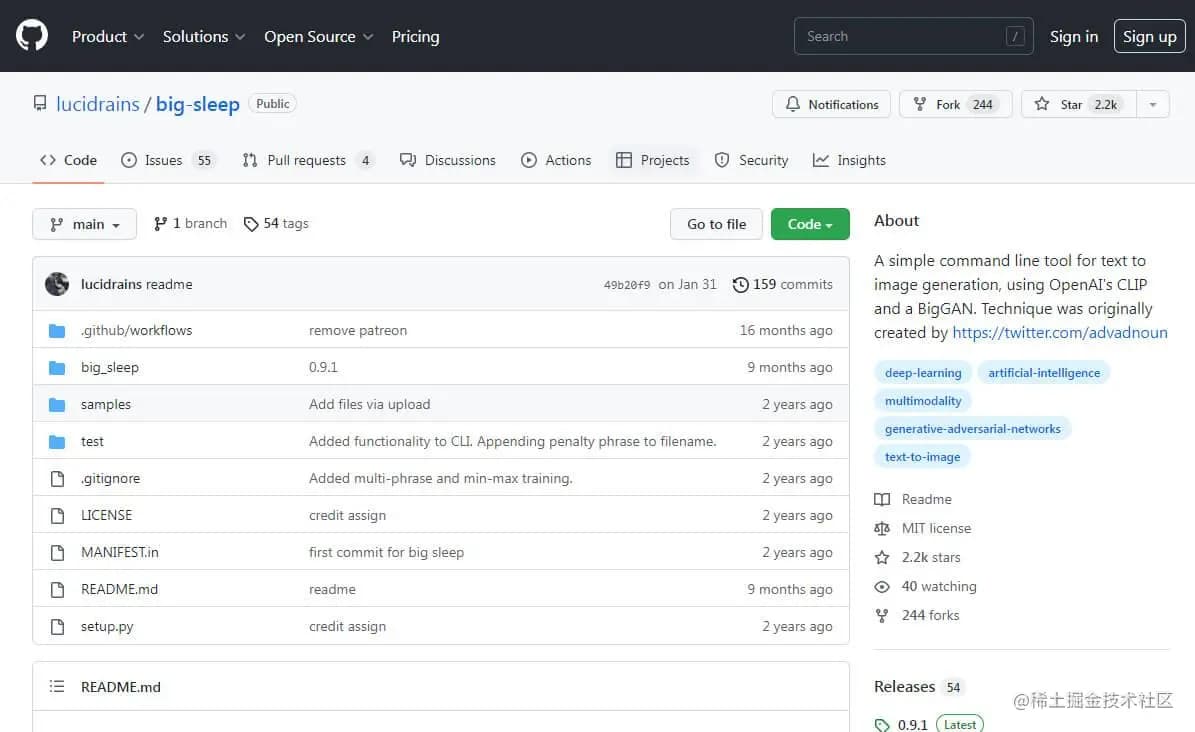 Product Solutions Open Source Pricing Search / Sign in Sign up
lucidrains / big-sleep Public Notifications Fork 244 Star 2.2k
Code Issues 55 Pull requests 4 Discussions Actions Projects Security Insights
main 1 branch 54 tags Go to file Code
lucidrains readme 49b20f9 on Jan 31 159 commits
.github/workflows remove patreon 16 months ago
big_sleep 0.9.1 9 months ago
samples Add files via upload 2 years ago
test Added functionality to CLI. Appending penalty phrase to filename. 2 years ago
.gitignore Added multi-phrase and min-max training. 2 years ago
LICENSE credit assign 2 years ago
MANIFEST.in first commit for big sleep 2 years ago
README.md readme 9 months ago
setup.py credit assign 2 years ago
README.md
About
A simple command line tool for text to
image generation, using OpenAI's CLIP
and a BigGAN. Technique was originally
created by https://twitter.com/advadnoun
deep-learning artificial-intelligence
multimodality
generative-adversarial-networks
text-to-image
Readme
MIT license
2.2k stars
40 watching
244 forks
Releases 54
0.9.1 Latest
@稀土掘金技术社区